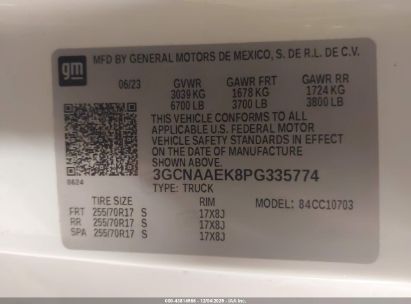 gm MFD BY GENERAL MOTORS DE MEXICO, S. DE R.L. DE C.V.
06/23 GVWR GAWR FRT GAWR RR
3039 KG 1678 KG 1724 KG
6700 LB 3700 LB 3800 LB
THIS VEHICLE CONFORMS TO ALL
APPLICABLE U.S. FEDERAL MOTOR
VEHICLE SAFETY STANDARDS IN EFFECT
ON THE DATE OF MANUFACTURE
SHOWN ABOVE.
8624 3GCNAAEK8PG335774
TYPE: TRUCK
TIRE SIZE RIM MODEL: 84CC10703
FRT 255/70R17 S 17X8J
RR 255/70R17 S 17X8J
SPA 255/70R17 S 17X8J